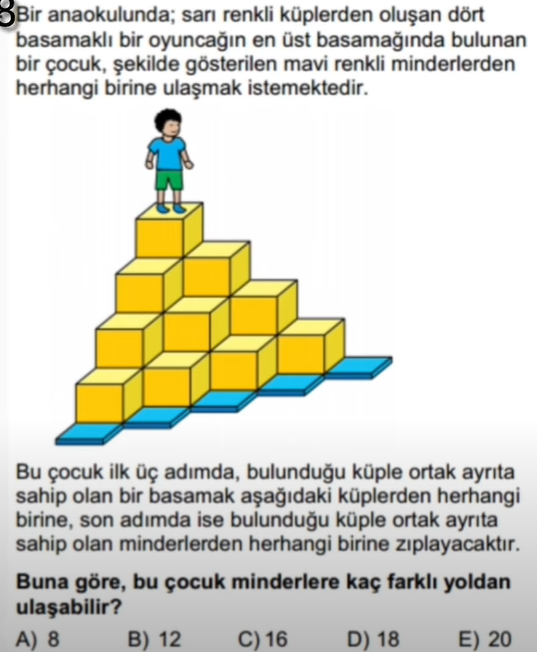 8
Bir anaokulunda; sarı renkli küplerden oluşan dört
basamaklı bir oyuncağın en üst basamağında bulunan
bir çocuk, şekilde gösterilen mavi renkli minderlerden
herhangi birine ulaşmak istemektedir.
Bu çocuk ilk üç adımda, bulunduğu küple ortak ayrıta
sahip olan bir basamak aşağıdaki küplerden herhangi
birine, son adımda ise bulunduğu küple ortak ayrıta
sahip olan minderlerden herhangi birine zıplayacaktır.
Buna göre, bu çocuk minderlere kaç farklı yoldan
ulaşabilir?
A) 8 B) 12 C) 16 D) 18 E) 20